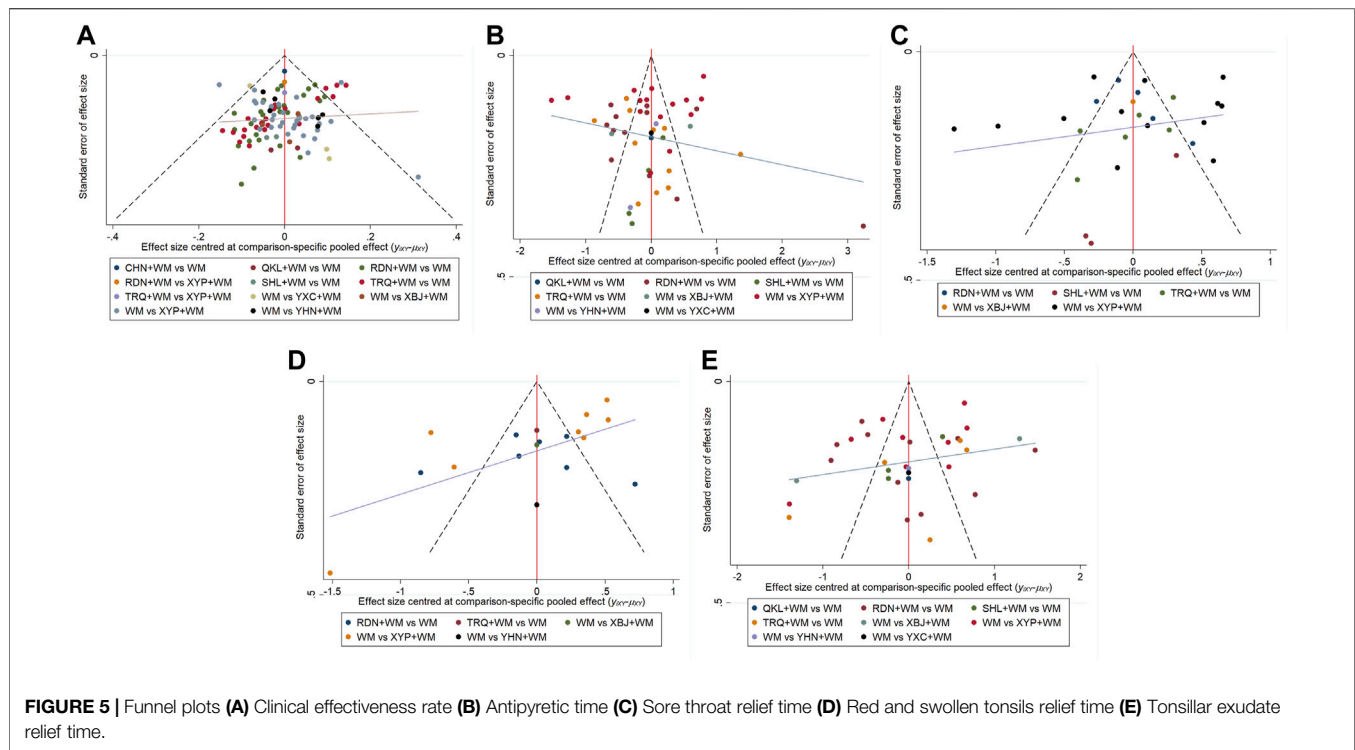 A
0
Standard error of effect size
-.4
-.2
0
.2
.4
Effect size centred at comparison-specific pooled effect (yiXY-μXY)
CHN+WM vs WM
QKL+WM vs WM
RDN+WM vs WM
RDN+WM vs XYP+WM
SHL+WM vs WM
TRQ+WM vs WM
TRQ+WM vs XYP+WM
WM vs YXC+WM
WM vs XBJ+WM
WM vs XYP+WM
WM vs YHN+WM
B
0
Standard error of effect size
.5
-2
-1
0
1
2
3
Effect size centred at comparison-specific pooled effect (yiXY-μXY)
QKL+WM vs WM
RDN+WM vs WM
SHL+WM vs WM
TRQ+WM vs WM
WM vs XBJ+WM
WM vs XYP+WM
WM vs YHN+WM
WM vs YXC+WM
C
0
Standard error of effect size
.5
-1.5
-1
-.5
0
.5
1
Effect size centred at comparison-specific pooled effect (yiXY-μXY)
RDN+WM vs WM
SHL+WM vs WM
TRQ+WM vs WM
WM vs XBJ+WM
WM vs XYP+WM
D
0
Standard error of effect size
.5
-1.5
-1
-.5
0
.5
1
Effect size centred at comparison-specific pooled effect (yiXY-μXY)
RDN+WM vs WM
TRQ+WM vs WM
WM vs XBJ+WM
WM vs XYP+WM
WM vs YHN+WM
E
0
Standard error of effect size
.5
-2
-1
0
1
2
Effect size centred at comparison-specific pooled effect (yiXY-μXY)
QKL+WM vs WM
RDN+WM vs WM
SHL+WM vs WM
TRQ+WM vs WM
WM vs XBJ+WM
WM vs XYP+WM
WM vs YHN+WM
WM vs YXC+WM
FIGURE 5 | Funnel plots (A) Clinical effectiveness rate (B) Antipyretic time (C) Sore throat relief time (D) Red and swollen tonsils relief time (E) Tonsillar exudate
relief time.